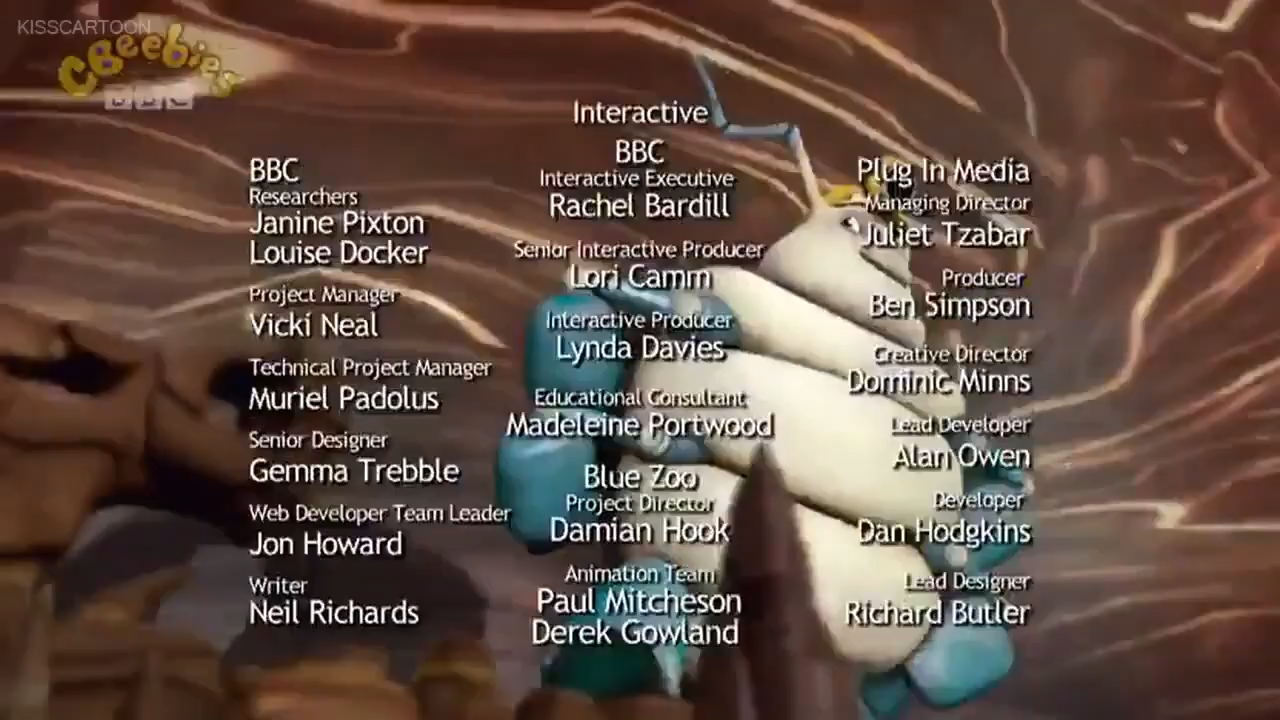 KISSCARTOON
CBeebies
BBC
Interactive
BBC
Researchers
Janine Pixton
Louise Docker
Project Manager
Vicki Neal
Technical Project Manager
Muriel Padolus
Senior Designer
Gemma Trebble
Web Developer Team Leader
Jon Howard
Writer
Neil Richards
BBC
Interactive Executive
Rachel Bardill
Senior Interactive Producer
Lori Camm
Interactive Producer
Lynda Davies
Educational Consultant
Madeleine Portwood
Blue Zoo
Project Director
Damian Hook
Animation Team
Paul Mitcheson
Derek Gowland
Plug In Media
Managing Director
Juliet Tzabar
Producer
Ben Simpson
Creative Director
Dominic Minns
Lead Developer
Alan Owen
Developer
Dan Hodgkins
Lead Designer
Richard Butler